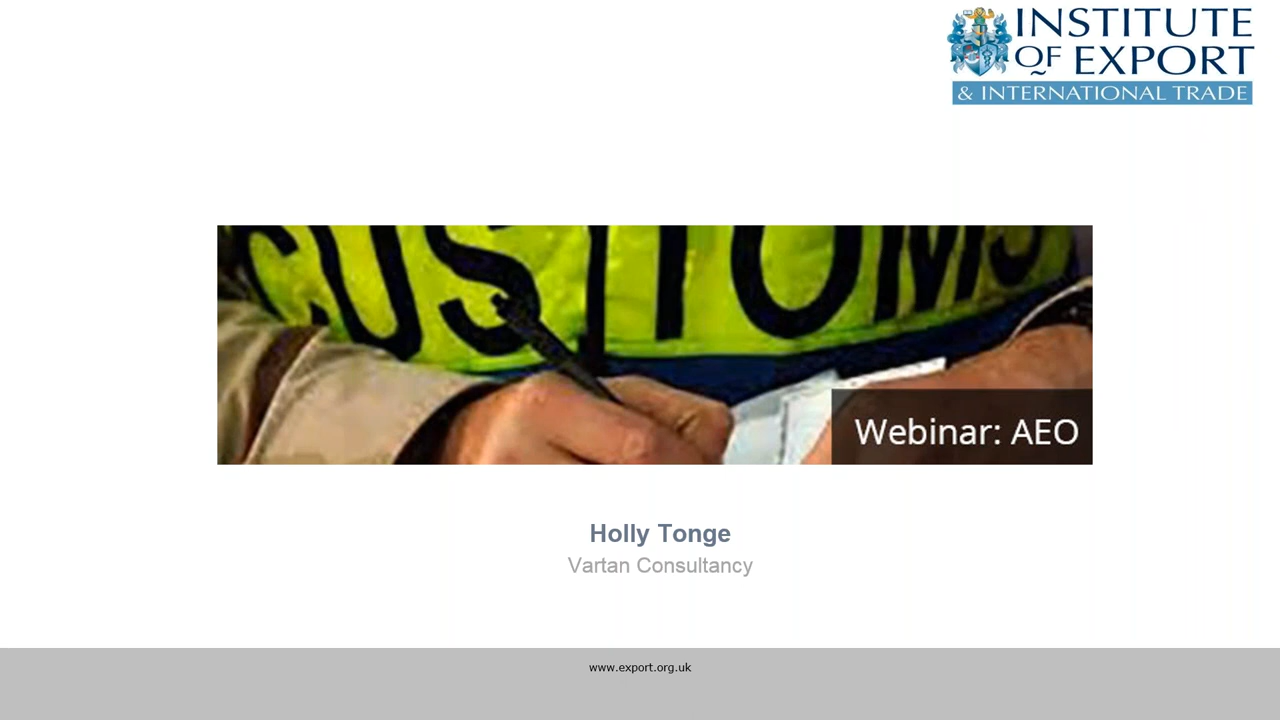 INSTITUTE
OF EXPORT
& INTERNATIONAL TRADE
CUSTOMS
Webinar: AEO
Holly Tonge
Vartan Consultancy
www.export.org.uk